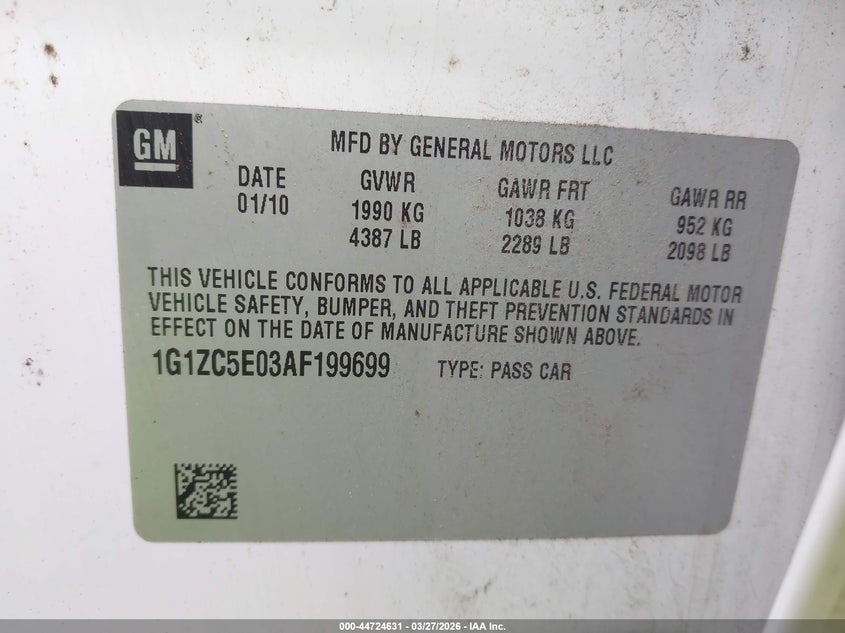 GM®
MFD BY GENERAL MOTORS LLC
DATE GVWR GAWR FRT GAWR RR
01/10 1990 KG 1038 KG 952 KG
4387 LB 2289 LB 2098 LB
THIS VEHICLE CONFORMS TO ALL APPLICABLE U.S. FEDERAL MOTOR
VEHICLE SAFETY, BUMPER, AND THEFT PREVENTION STANDARDS IN
EFFECT ON THE DATE OF MANUFACTURE SHOWN ABOVE.
1G1ZC5E03AF199699 TYPE: PASS CAR
000-44724631 - 03/27/2026 - IAA Inc.